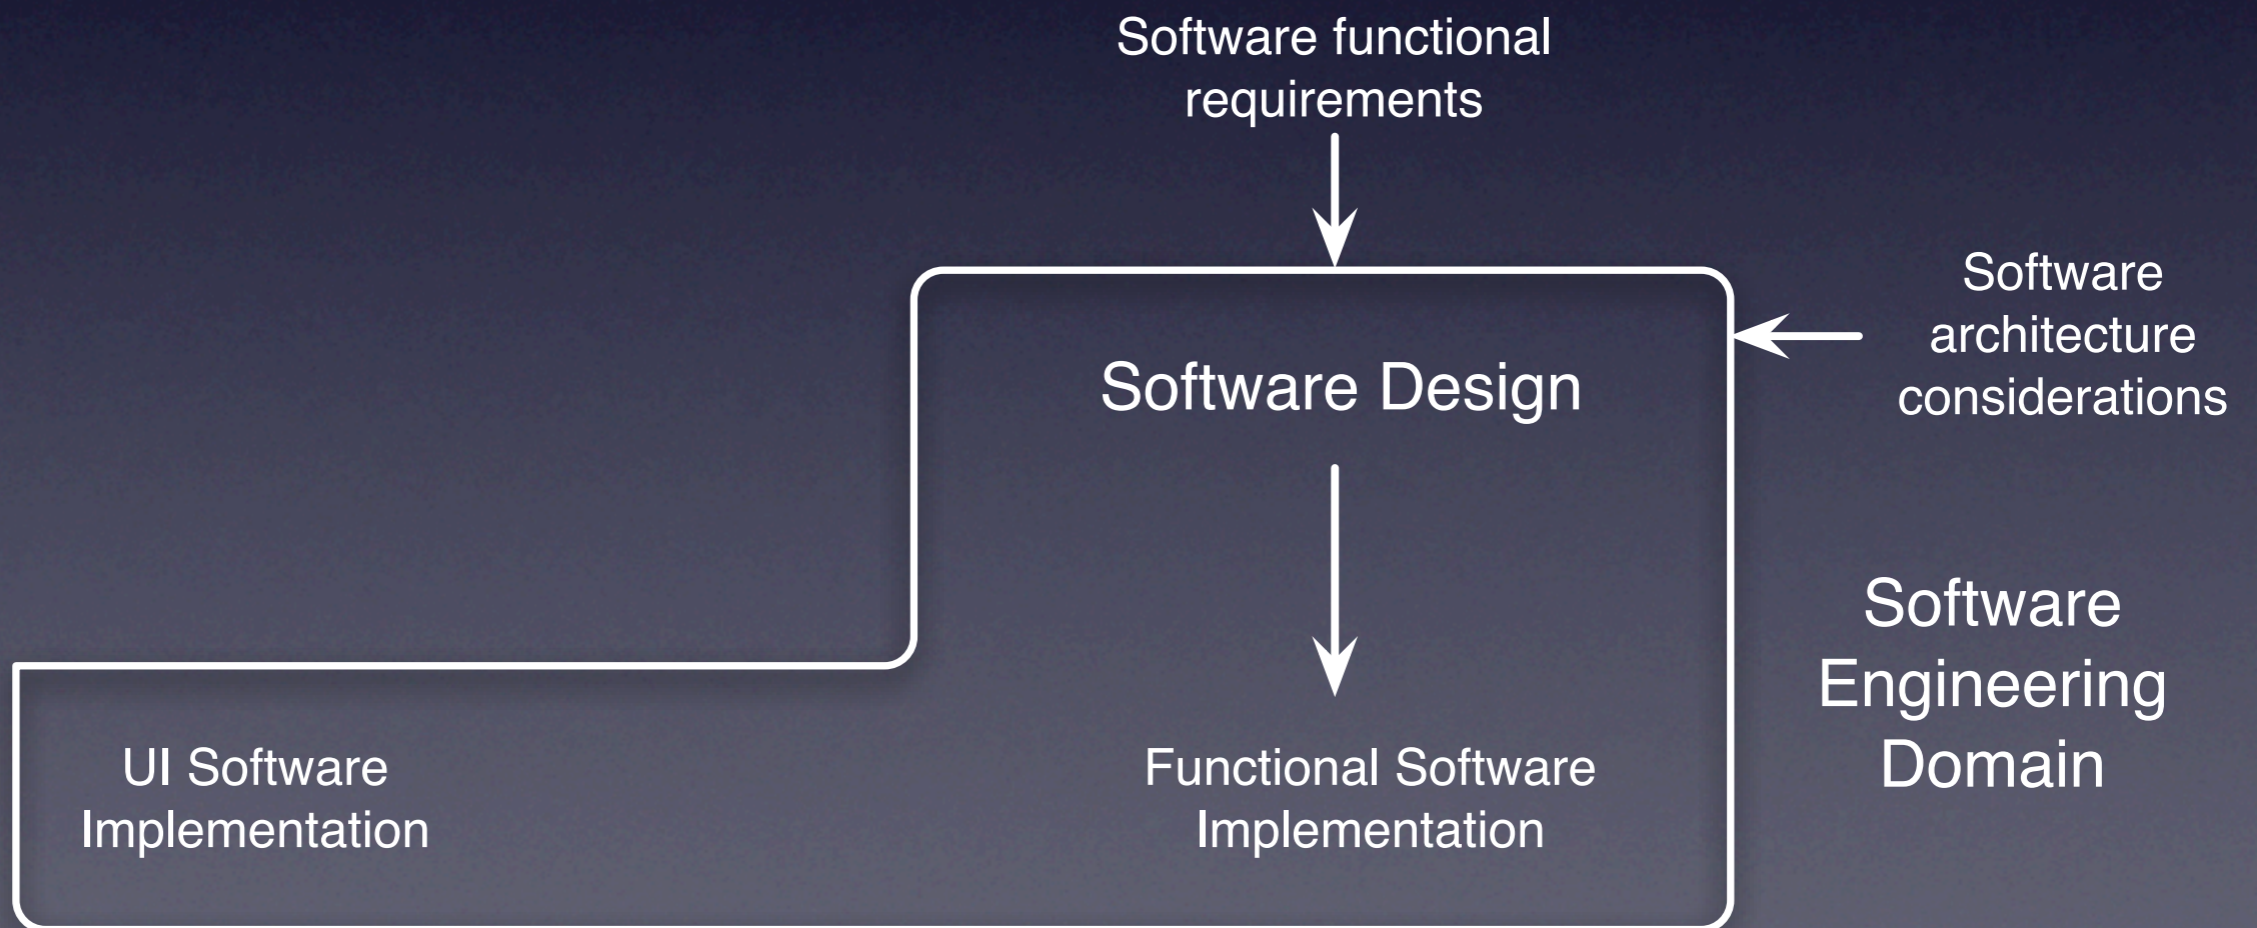 Software functional
requirements
Software
architecture
considerations
Software Design
Software
Engineering
Domain
UI Software
Implementation
Functional Software
Implementation